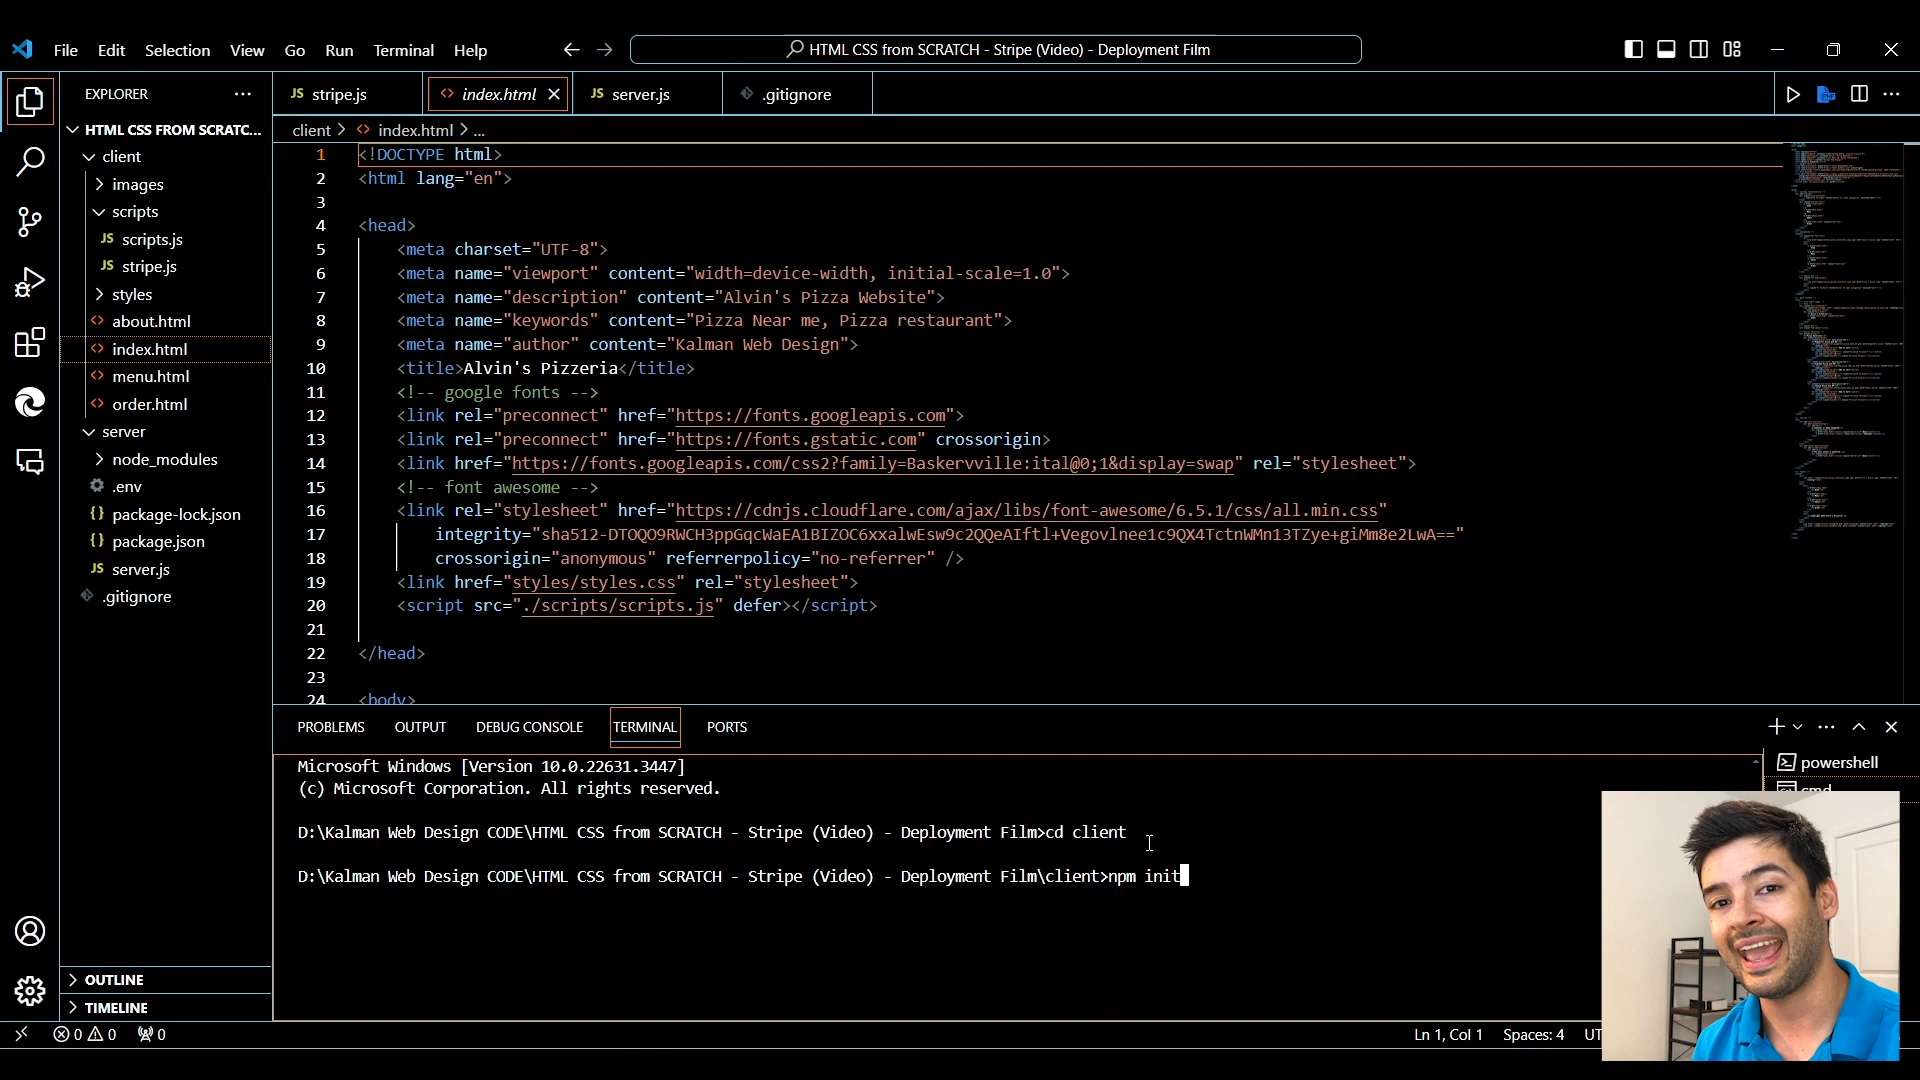 File Edit Selection View Go Run Terminal Help
HTML CSS from SCRATCH - Stripe (Video) - Deployment Film
EXPLORER
JS stripe.js
<> index.html
JS server.js
.gitignore
HTML CSS FROM SCRATC...
client
images
scripts
JS scripts.js
JS stripe.js
styles
<> about.html
<> index.html
<> menu.html
<> order.html
server
node_modules
.env
{} package-lock.json
{} package.json
JS server.js
.gitignore
OUTLINE
TIMELINE
client > <> index.html > ...
1 <!DOCTYPE html>
2 <html lang="en">
3
4 <head>
5 <meta charset="UTF-8">
6 <meta name="viewport" content="width=device-width, initial-scale=1.0">
7 <meta name="description" content="Alvin's Pizza Website">
8 <meta name="keywords" content="Pizza Near me, Pizza restaurant">
9 <meta name="author" content="Kalman Web Design">
10 <title>Alvin's Pizzeria</title>
11 <!-- google fonts -->
12 <link rel="preconnect" href="https://fonts.googleapis.com">
13 <link rel="preconnect" href="https://fonts.gstatic.com" crossorigin>
14 <link href="https://fonts.googleapis.com/css2?family=Baskervville:ital@0;1&display=swap" rel="stylesheet">
15 <!-- font awesome -->
16 <link rel="stylesheet" href="https://cdnjs.cloudflare.com/ajax/libs/font-awesome/6.5.1/css/all.min.css"
17 integrity="sha512-DTOQO9RWCH3ppGqcWaEA1BIZOC6xxalwEsw9c2QQeAIftl+Vegovlnee1c9QX4TctnWMn13TZye+giMm8e2LwA=="
18 crossorigin="anonymous" referrerpolicy="no-referrer" />
19 <link href="styles/styles.css" rel="stylesheet">
20 <script src="./scripts/scripts.js" defer></script>
21
22 </head>
23
24 <body>
PROBLEMS OUTPUT DEBUG CONSOLE TERMINAL PORTS
Microsoft Windows [Version 10.0.22631.3447]
(c) Microsoft Corporation. All rights reserved.
D:\Kalman Web Design CODE\HTML CSS from SCRATCH - Stripe (Video) - Deployment Film>cd client
D:\Kalman Web Design CODE\HTML CSS from SCRATCH - Stripe (Video) - Deployment Film\client>npm init
powershell
cmd
0 0 0
Ln 1, Col 1 Spaces: 4 UT